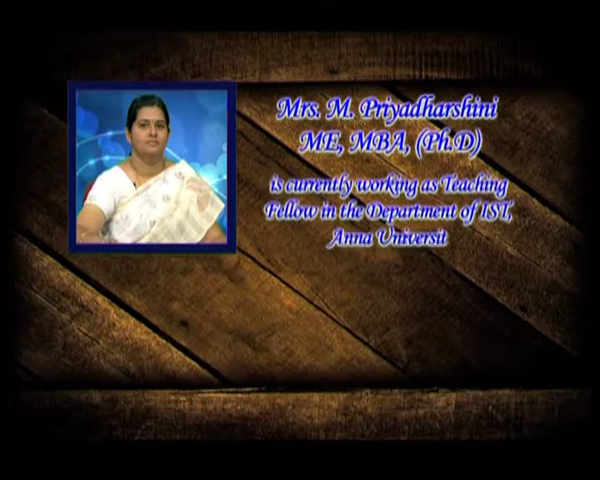 Mrs. M. Priyadharshini
ME, MBA, (Ph.D)
is currently working as Teaching
Fellow in the Department of IST,
Anna Universit